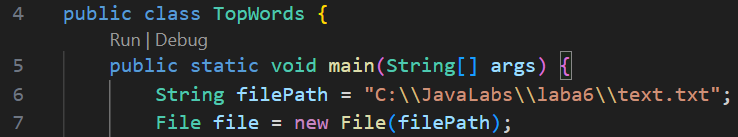 4 public class TopWords {
Run | Debug
5 public static void main(String[] args) {
6 String filePath = "C:\\JavaLabs\\laba6\\text.txt";
7 File file = new File(filePath);